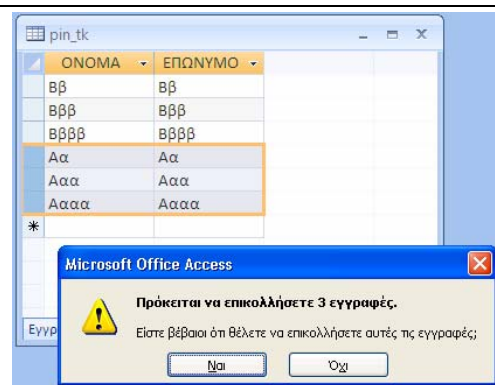 pin_tk
ΟΝΟΜΑ ΕΠΩΝΥΜΟ
Ββ Ββ
Βββ Βββ
Ββββ Ββββ
Αα Αα
Ααα Ααα
Αααα Αααα
Microsoft Office Access
Πρόκειται να επικολλήσετε 3 εγγραφές.
Εγγρ
Είστε βέβαιοι ότι θέλετε να επικολλήσετε αυτές τις εγγραφές;
Ναι Όχι